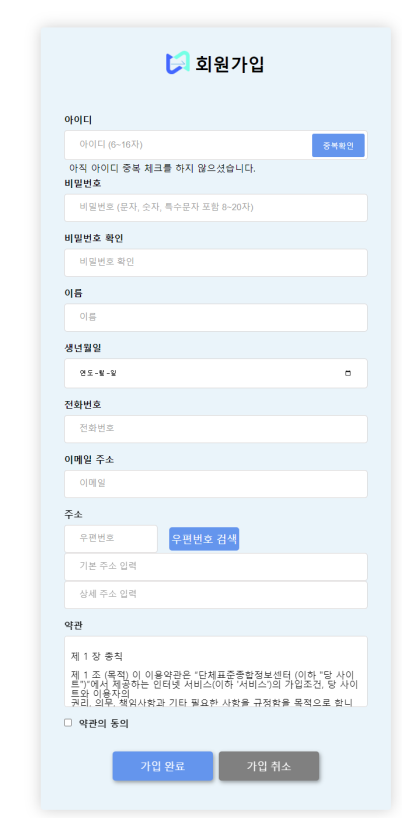 회원가입
아이디
아이디 (6~16자)
중복확인
아직 아이디 중복 체크를 하지 않으셨습니다.
비밀번호
비밀번호 (문자, 숫자, 특수문자 포함 8~20자)
비밀번호 확인
비밀번호 확인
이름
이름
생년월일
연도-월-일
전화번호
전화번호
이메일 주소
이메일
주소
우편번호
우편번호 검색
기본 주소 입력
상세 주소 입력
약관
제 1 장 총칙
제 1 조 (목적) 이 이용약관은 "단체표준종합정보센터 (이하 "당 사이
트")"에서 제공하는 인터넷 서비스(이하 '서비스')의 가입조건, 당 사이
트와 이용자의
권리, 의무, 책임사항과 기타 필요한 사항을 규정함을 목적으로 합니
약관의 동의
가입 완료
가입 취소